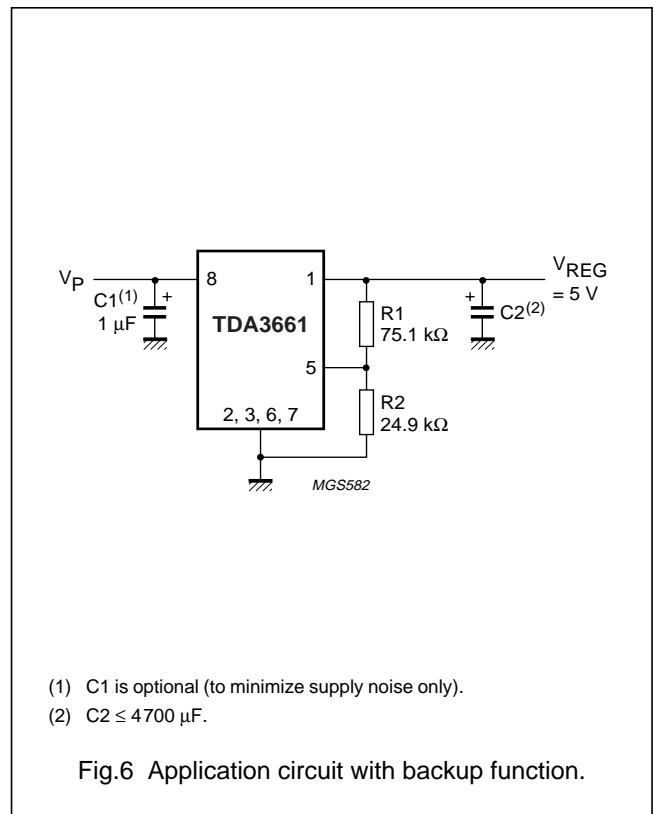 V_P
C1(1)
+
1 μF
8
1
TDA3661
5
2, 3, 6, 7
R1
75.1 kΩ
R2
24.9 kΩ
+
C2(2)
V_REG
= 5 V
MGS582
(1) C1 is optional (to minimize supply noise only).
(2) C2 ≤ 4700 μF.
Fig.6 Application circuit with backup function.